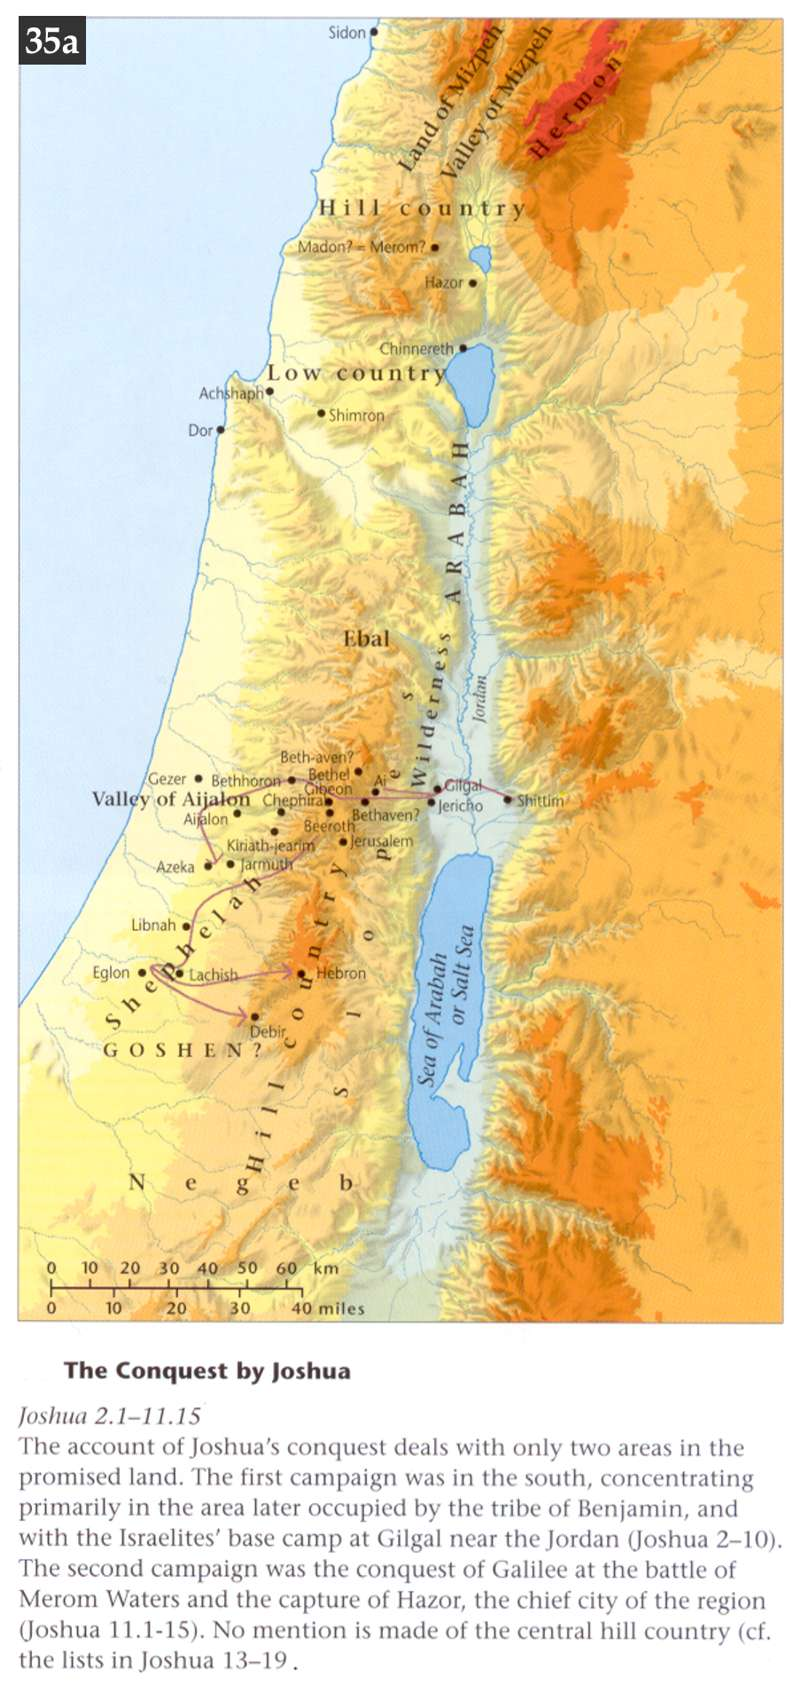 35a
Sidon
Land of Mizpeh
Valley of Mizpeh
Hermon
Hill country
Madon? = Merom?
Hazor
Chinnereth
Low country
Achshaph
Shimron
Dor
ARABAH
Ebal
Wilderness
Jordan
Beth-aven?
Gezer
Bethhoron
Bethel
Ai
Gibeon
Gilgal
Valley of Aijalon
Chephira
Jericho
Shittim
Aijalon
Beeroth
Bethaven?
Kiriath-jearim
Jerusalem
Azeka
Jarmuth
Libnah
Shephelah
Eglon
Lachish
Hebron
Debir
GOSHEN?
Hill country
Slopes
Sea of Arabah
or Salt Sea
Negeb
0 10 20 30 40 50 60 km
0 10 20 30 40 miles
The Conquest by Joshua
Joshua 2.1–11.15
The account of Joshua’s conquest deals with only two areas in the
promised land. The first campaign was in the south, concentrating
primarily in the area later occupied by the tribe of Benjamin, and
with the Israelites’ base camp at Gilgal near the Jordan (Joshua 2–10).
The second campaign was the conquest of Galilee at the battle of
Merom Waters and the capture of Hazor, the chief city of the region
(Joshua 11.1-15). No mention is made of the central hill country (cf.
the lists in Joshua 13–19 .